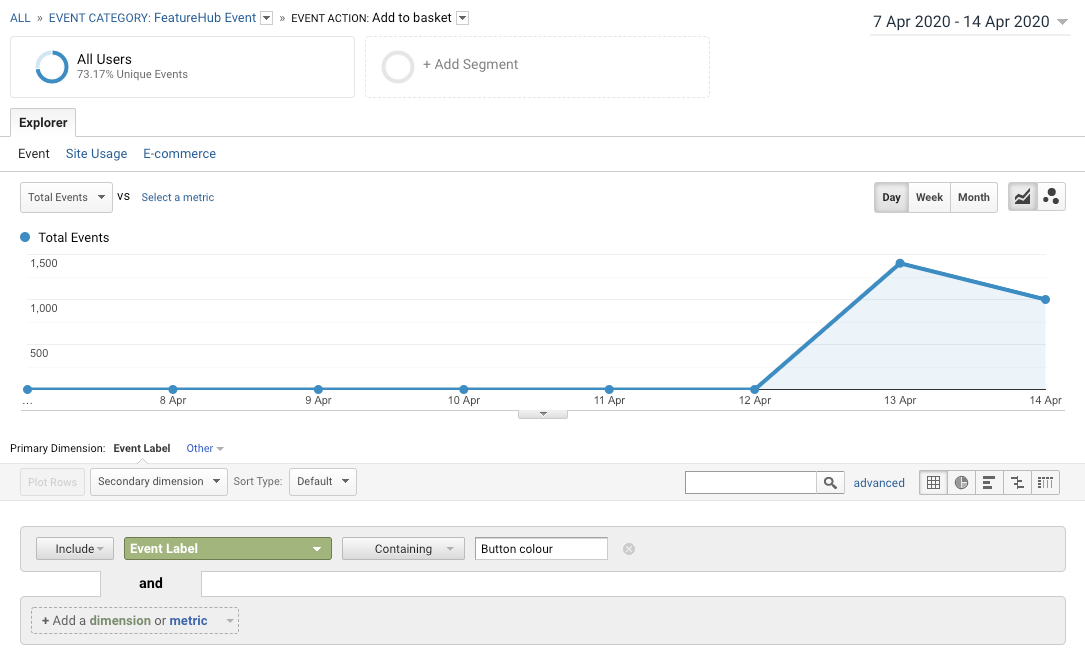 ALL » EVENT CATEGORY: FeatureHub Event » EVENT ACTION: Add to basket
7 Apr 2020 - 14 Apr 2020
All Users
73.17% Unique Events
+ Add Segment
Explorer
Event Site Usage E-commerce
Total Events VS Select a metric
Day Week Month
Total Events
1,500
1,000
500
... 8 Apr 9 Apr 10 Apr 11 Apr 12 Apr 13 Apr 14 Apr
Primary Dimension: Event Label Other
Plot Rows Secondary dimension Sort Type: Default
advanced
Include Event Label Containing Button colour
and
+ Add a dimension or metric